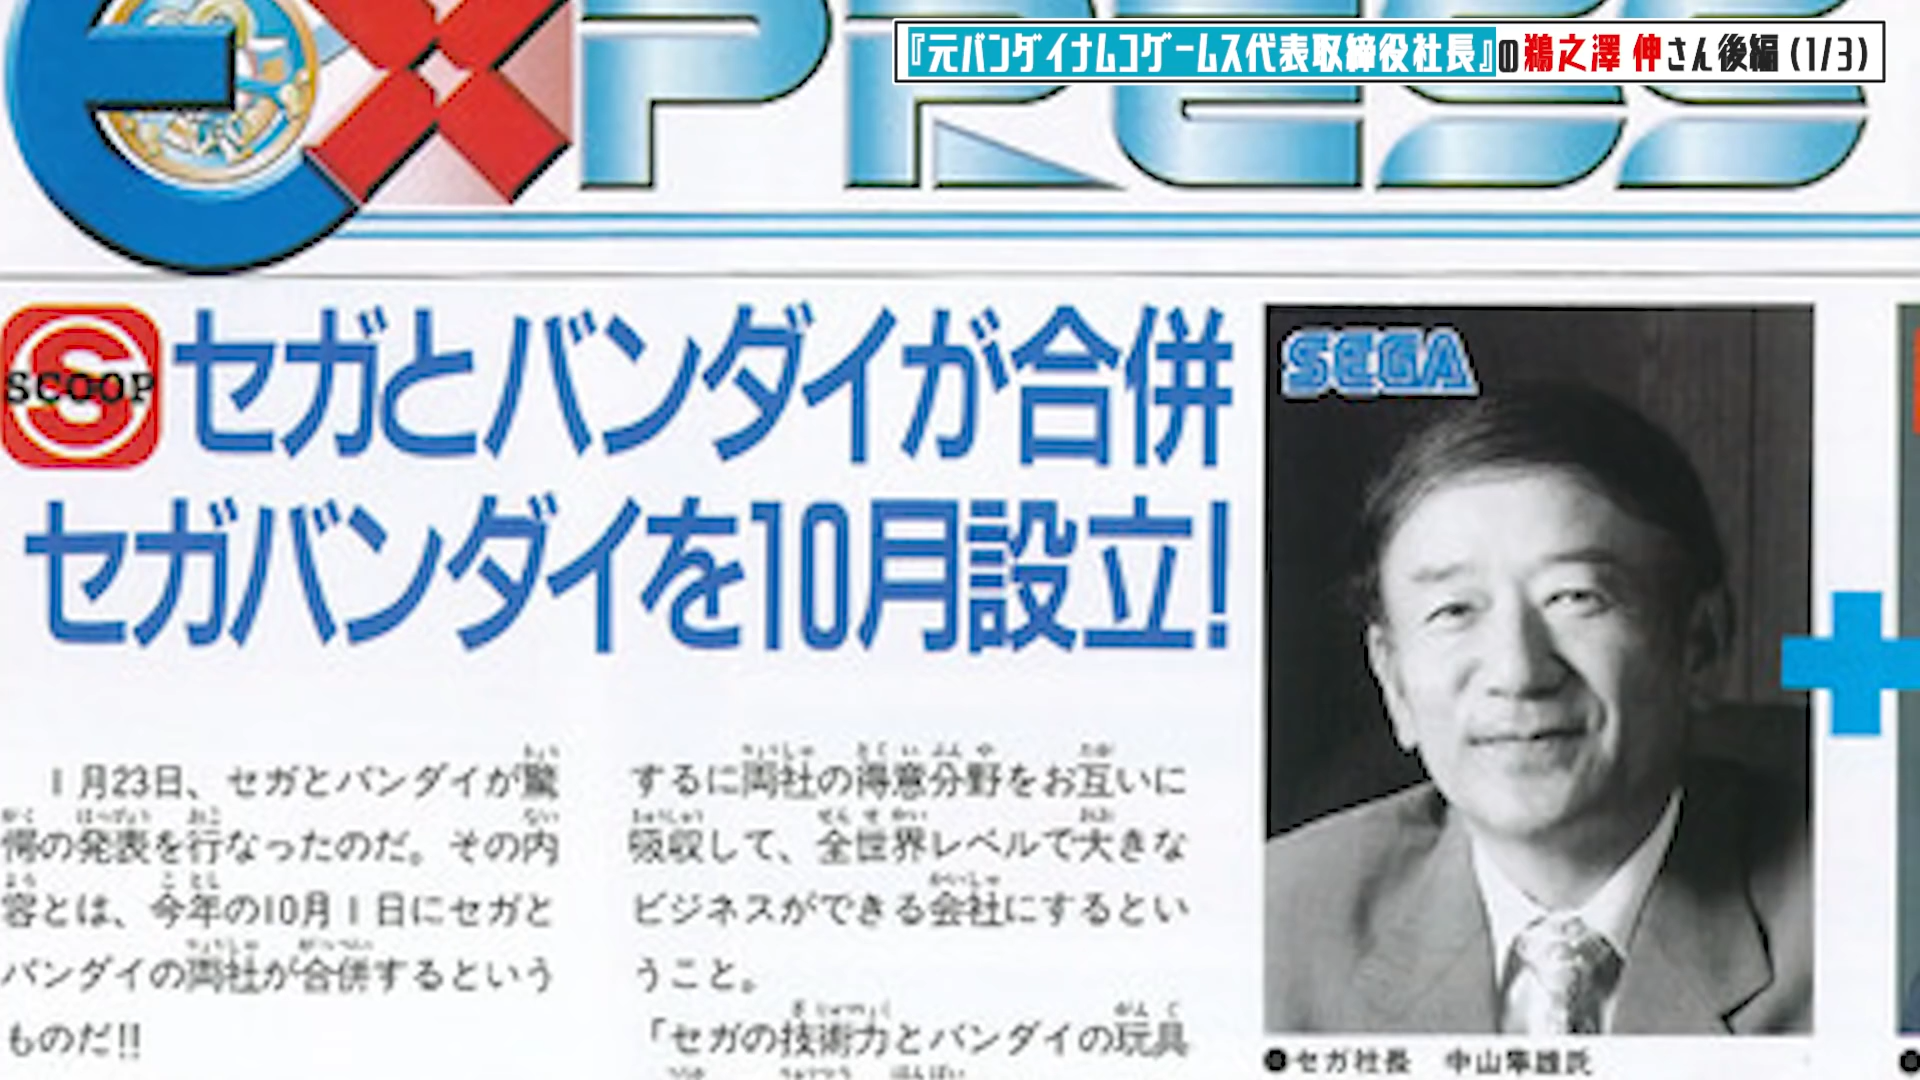 EXPRESS
『元バンダイナムコゲームス代表取締役社長』の鵜之澤 伸さん後編(1/3)
SCOOP
セガとバンダイが合併
セガバンダイを10月設立!
1月23日、セガとバンダイが驚
愕の発表を行なったのだ。その内
容とは、今年の10月1日にセガと
バンダイの両社が合併するという
ものだ!!
するに両社の得意分野をお互いに
吸収して、全世界レベルで大きな
ビジネスができる会社にするとい
うこと。
「セガの技術力とバンダイの玩具
SEGA
●セガ社長 中山隼雄氏